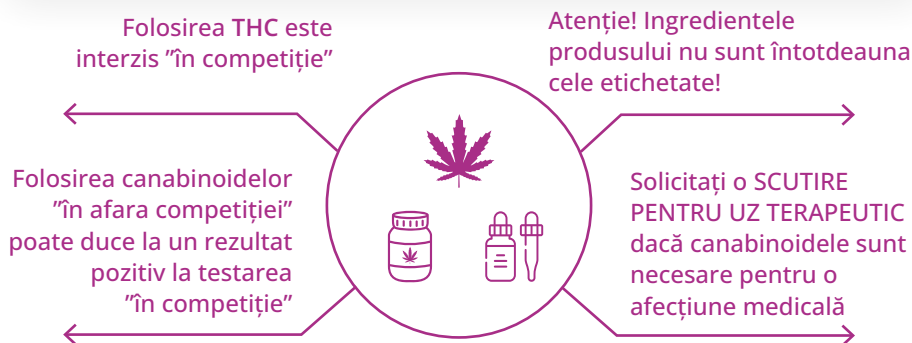 Folosirea THC este
interzis ”în competiție”
Atenție! Ingredientele
produsului nu sunt întotdeauna
cele etichetate!
Folosirea canabinoidelor
”în afara competiției”
poate duce la un rezultat
pozitiv la testarea
”în competiție”
Solicitați o SCUTIRE
PENTRU UZ TERAPEUTIC
dacă canabinoidele sunt
necesare pentru o
afecțiune medicală